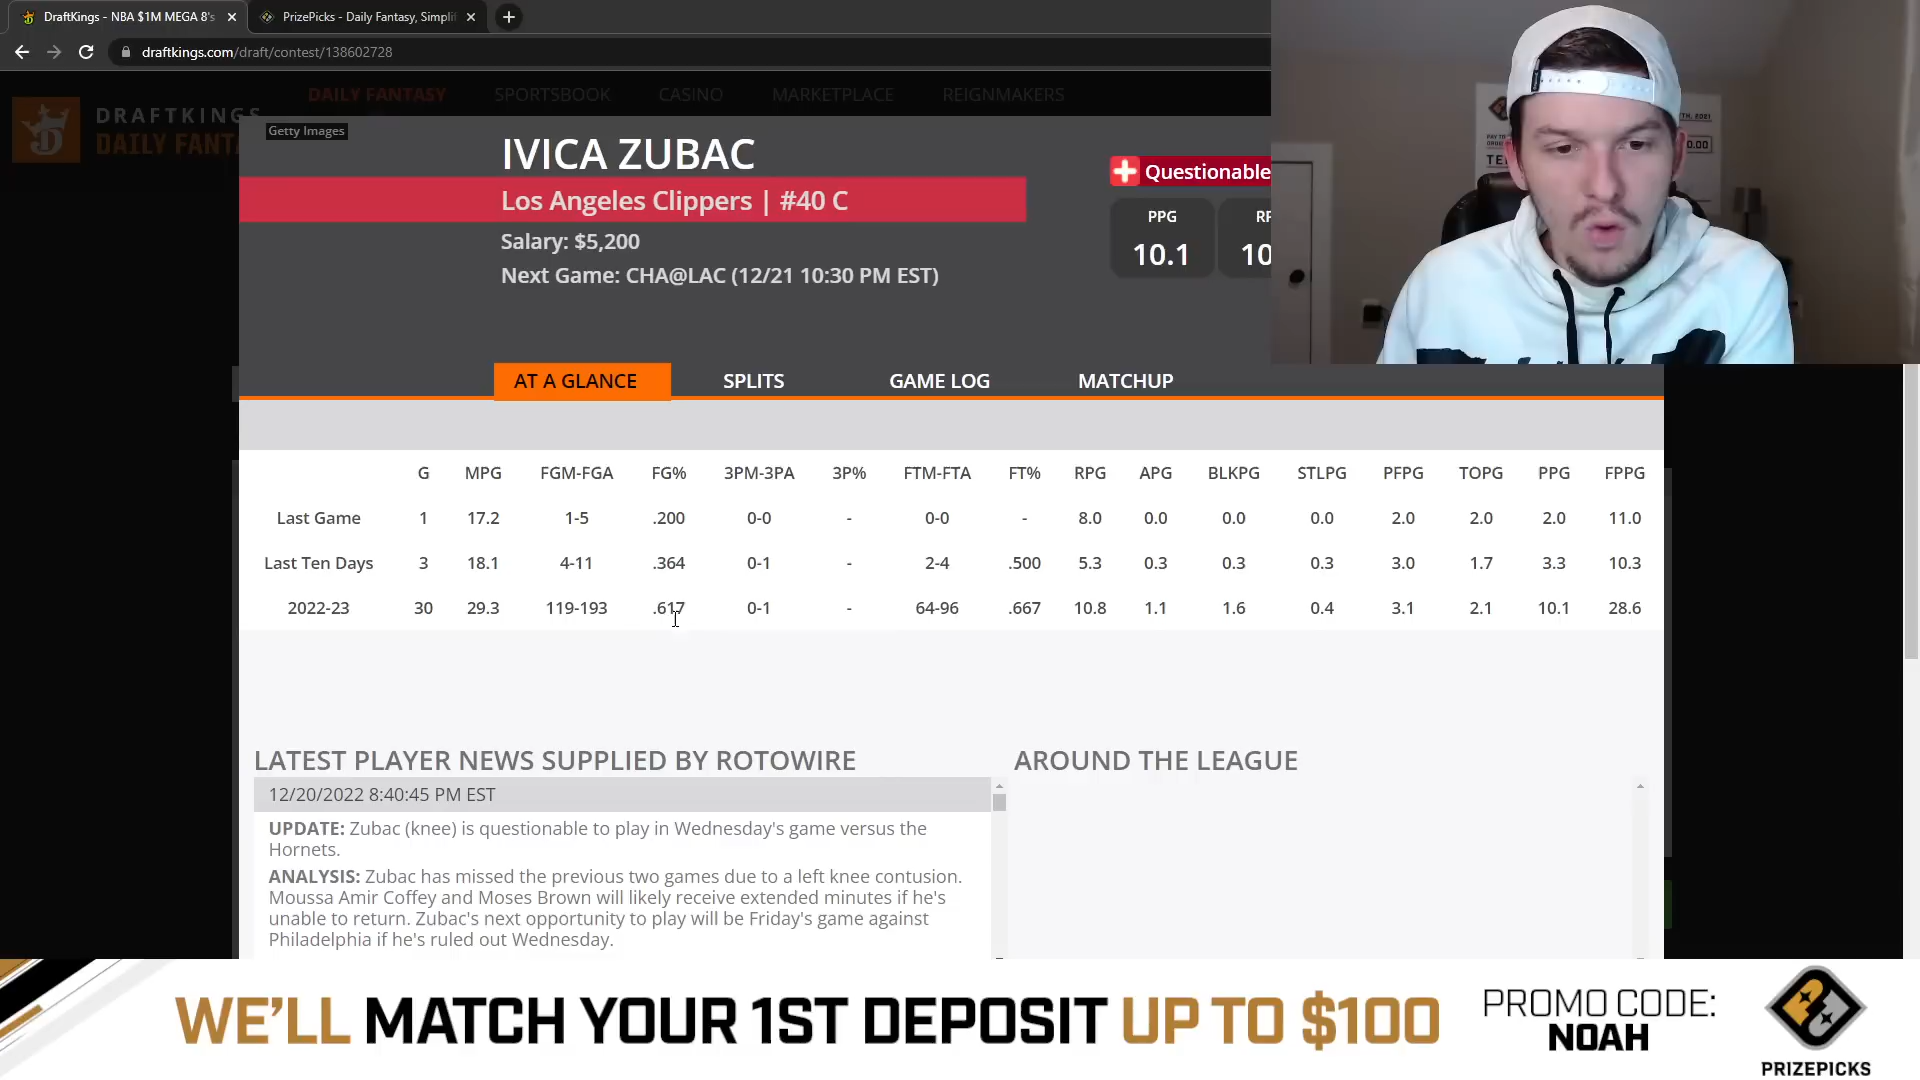 DraftKings - NBA $1M MEGA 8's
PrizePicks - Daily Fantasy, Simplif
draftkings.com/draft/contest/138602728
DAILY FANTASY SPORTSBOOK CASINO MARKETPLACE REIGNMAKERS
DRAFTKINGS
DAILY FANTA
Getty Images
IVICA ZUBAC
Los Angeles Clippers | #40 C
Salary: $5,200
Next Game: CHA@LAC (12/21 10:30 PM EST)
Questionable
PPG
10.1
AT A GLANCE SPLITS GAME LOG MATCHUP
G MPG FGM-FGA FG% 3PM-3PA 3P% FTM-FTA FT% RPG APG BLKPG STLPG PFPG TOPG PPG FPPG
Last Game 1 17.2 1-5 .200 0-0 - 0-0 - 8.0 0.0 0.0 0.0 2.0 2.0 2.0 11.0
Last Ten Days 3 18.1 4-11 .364 0-1 - 2-4 .500 5.3 0.3 0.3 0.3 3.0 1.7 3.3 10.3
2022-23 30 29.3 119-193 .617 0-1 - 64-96 .667 10.8 1.1 1.6 0.4 3.1 2.1 10.1 28.6
LATEST PLAYER NEWS SUPPLIED BY ROTOWIRE
AROUND THE LEAGUE
12/20/2022 8:40:45 PM EST
UPDATE: Zubac (knee) is questionable to play in Wednesday's game versus the
Hornets.
ANALYSIS: Zubac has missed the previous two games due to a left knee contusion.
Moussa Amir Coffey and Moses Brown will likely receive extended minutes if he's
unable to return. Zubac's next opportunity to play will be Friday's game against
Philadelphia if he's ruled out Wednesday.
WE'LL MATCH YOUR 1ST DEPOSIT UP TO $100
PROMO CODE:
NOAH
PRIZEPICKS